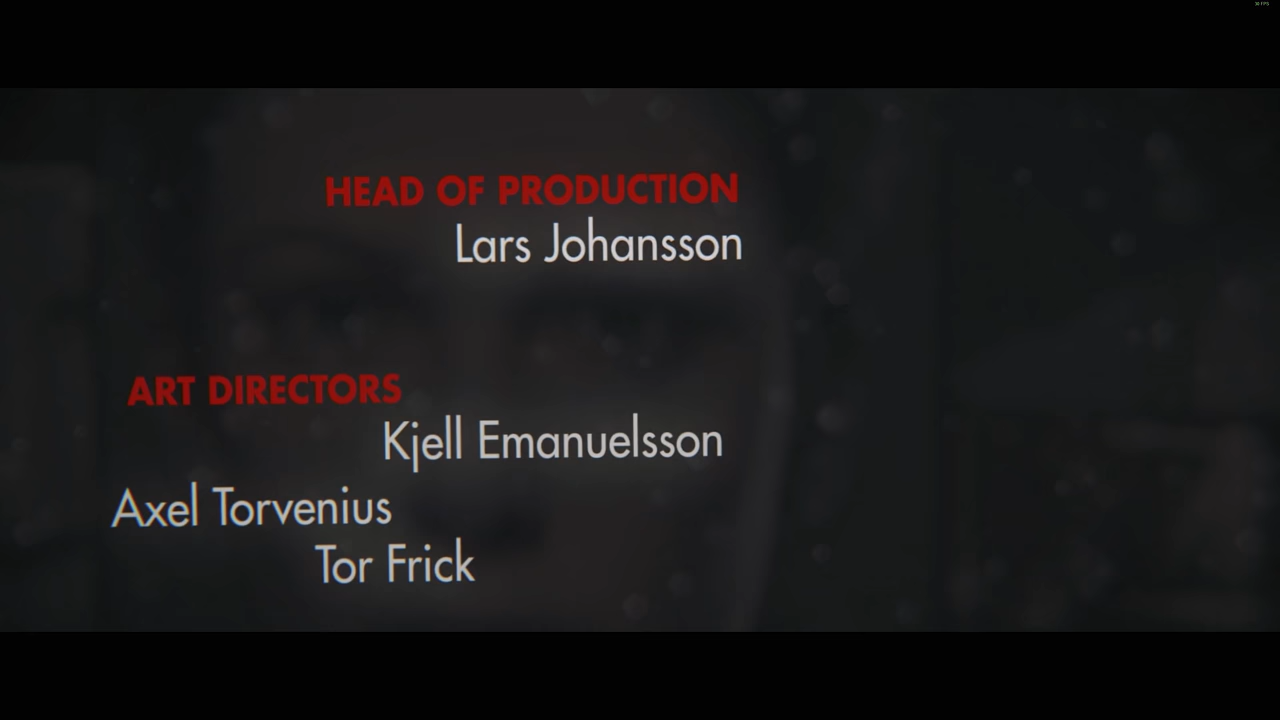 HEAD OF PRODUCTION
Lars Johansson
ART DIRECTORS
Kjell Emanuelsson
Axel Torvenius
Tor Frick